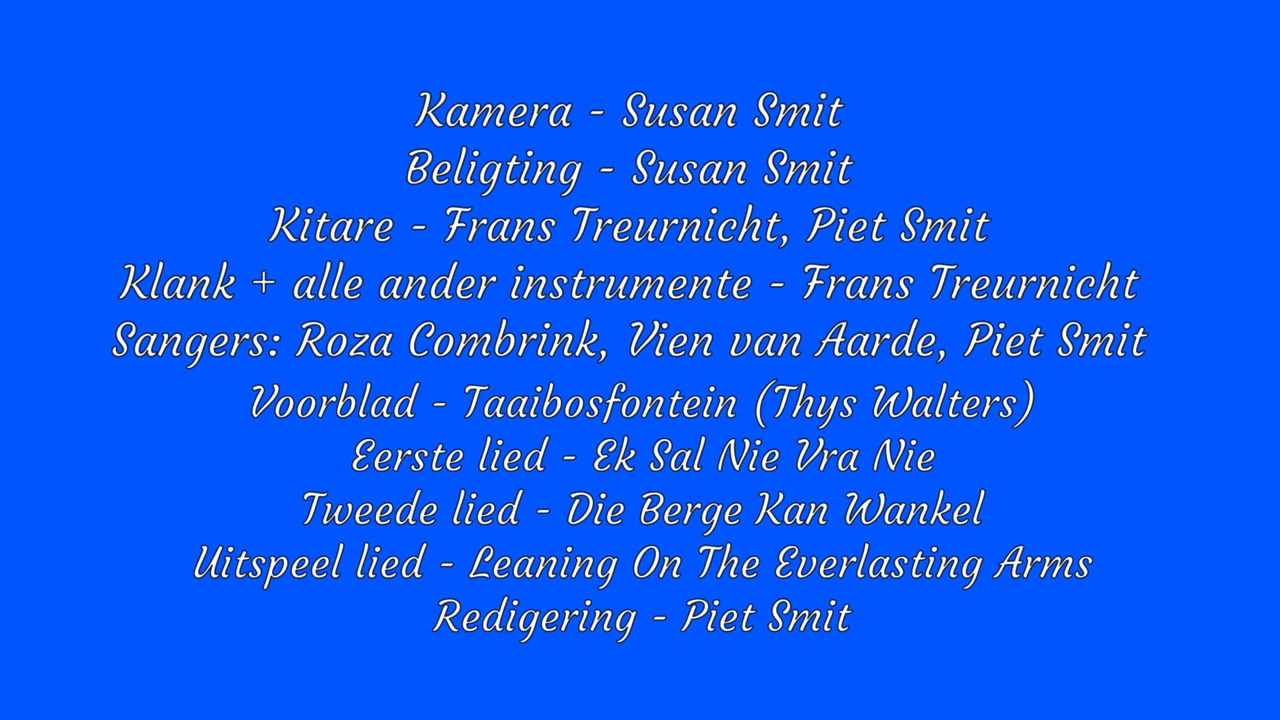 Kamera - Susan Smit
Beligting - Susan Smit
Kitare - Frans Treurnicht, Piet Smit
Klank + alle ander instrumente - Frans Treurnicht
Sangers: Roza Combrink, Vien van Aarde, Piet Smit
Voorblad - Taaibosfontein (Thys Walters)
Eerste lied - Ek Sal Nie Vra Nie
Tweede lied - Die Berge Kan Wankel
Uitspeel lied - Leaning On The Everlasting Arms
Redigering - Piet Smit